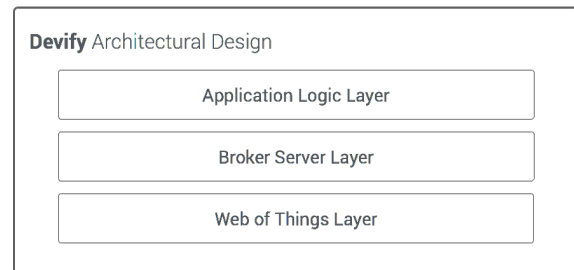 Devify Architectural Design
Application Logic Layer
Broker Server Layer
Web of Things Layer